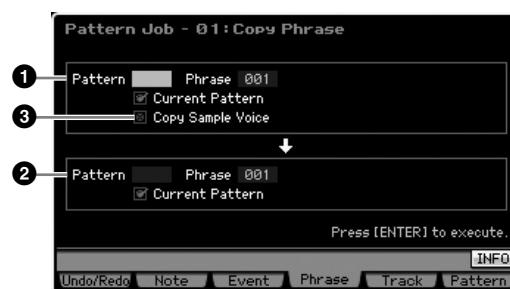 Pattern Job - 01:Copy Phrase
1
Pattern Phrase 001
Current Pattern
3
Copy Sample Voice
2
Pattern Phrase 001
Current Pattern
Press [ENTER] to execute.
INFO
Undo/Redo Note Event Phrase Track Pattern